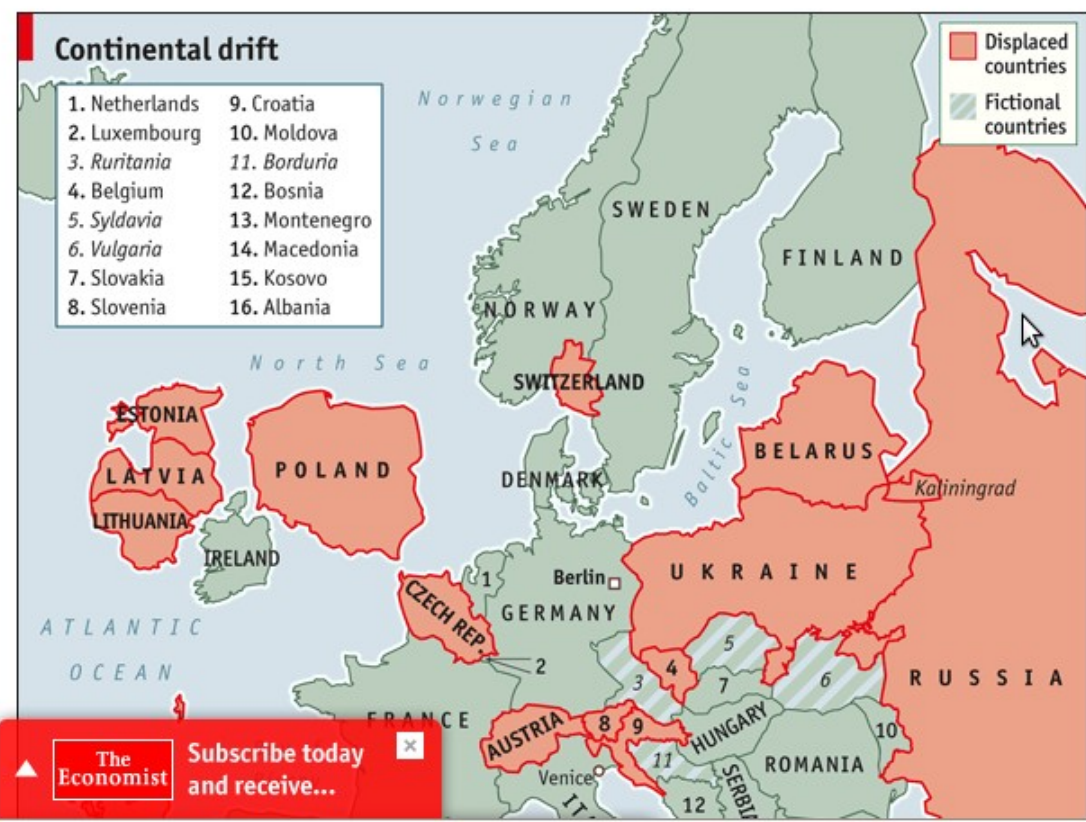 Continental drift
1. Netherlands
2. Luxembourg
3. Ruritania
4. Belgium
5. Syldavia
6. Vulgaria
7. Slovakia
8. Slovenia
9. Croatia
10. Moldova
11. Borduria
12. Bosnia
13. Montenegro
14. Macedonia
15. Kosovo
16. Albania
Displaced
countries
Fictional
countries
Norwegian
Sea
SWEDEN
FINLAND
NORWAY
North Sea
SWITZERLAND
ESTONIA
LATVIA
LITHUANIA
POLAND
DENMARK
Baltic Sea
BELARUS
Kaliningrad
IRELAND
1
Berlin
GERMANY
UKRAINE
CZECH REP.
ATLANTIC
OCEAN
2
3
4
5
6
7
RUSSIA
FRANCE
AUSTRIA
8
9
HUNGARY
10
11
ROMANIA
Venice
SERBIA
12
IT
The
Economist
Subscribe today
and receive...